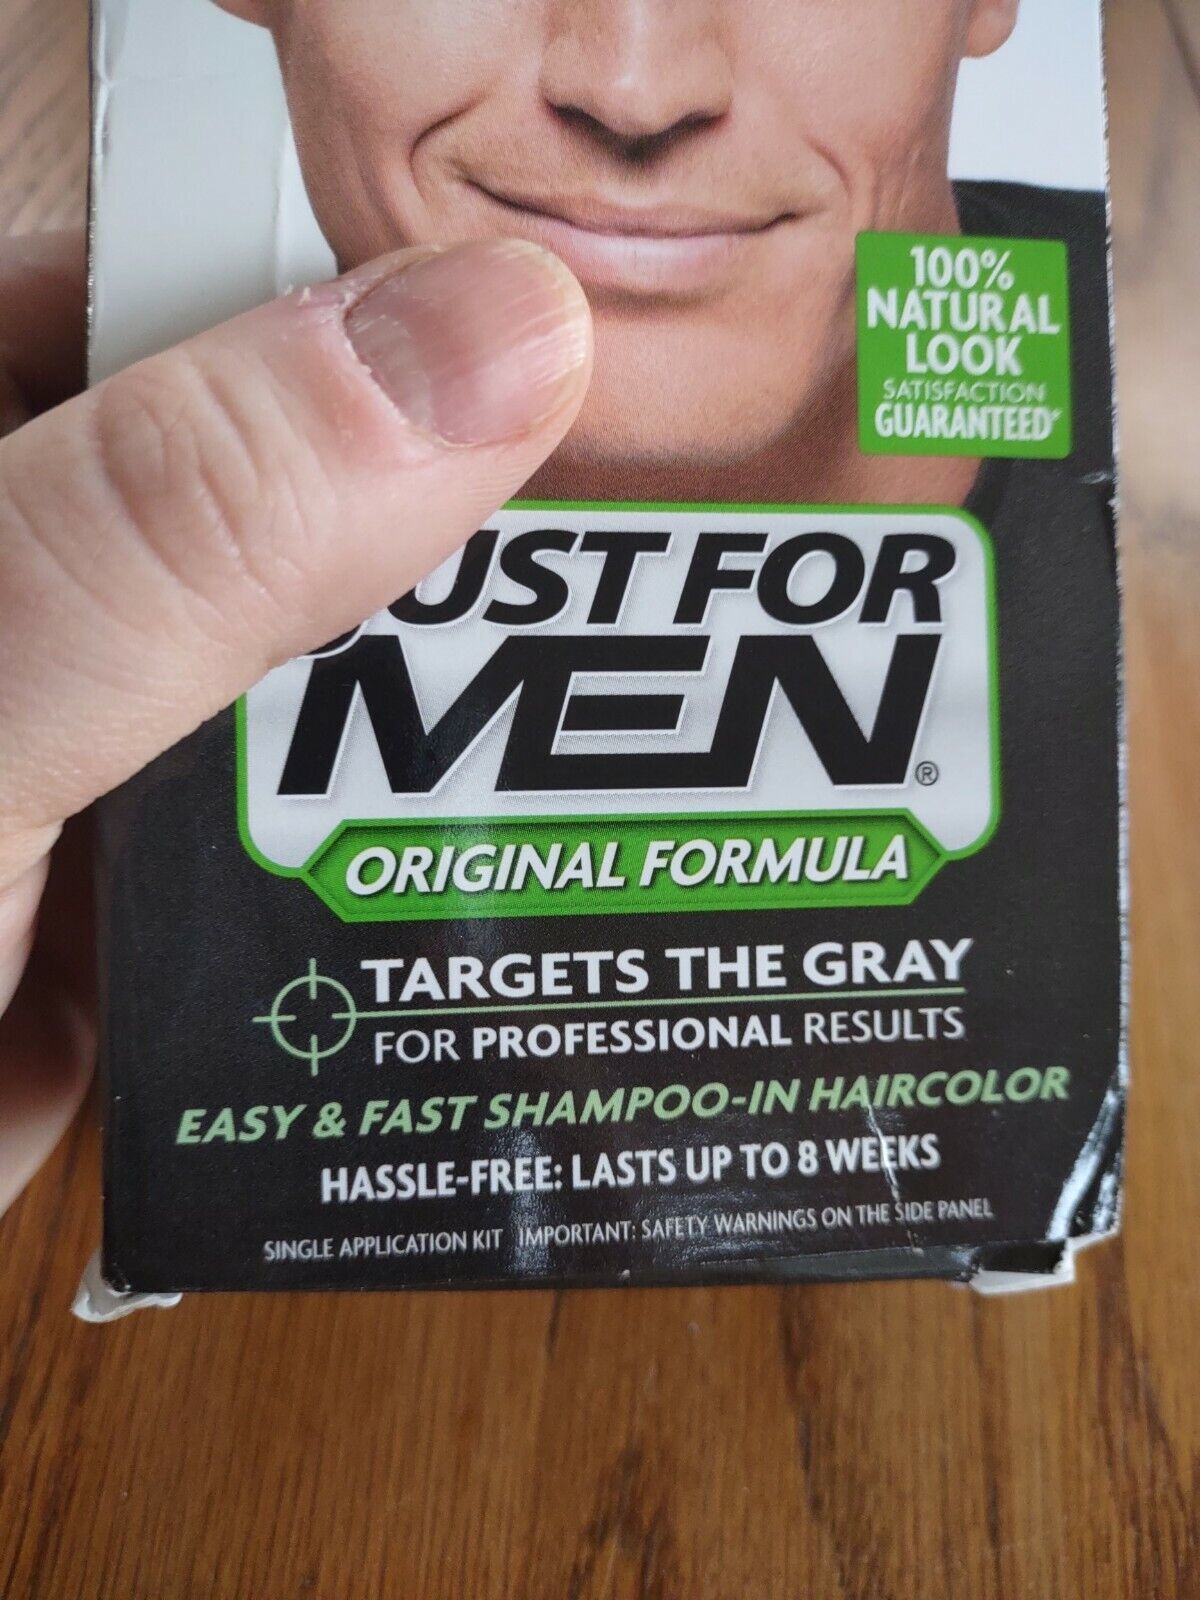 100%
NATURAL
LOOK
SATISFACTION
GUARANTEED
JUST FOR
MEN®
ORIGINAL FORMULA
TARGETS THE GRAY
FOR PROFESSIONAL RESULTS
EASY & FAST SHAMPOO-IN HAIRCOLOR
HASSLE-FREE: LASTS UP TO 8 WEEKS
SINGLE APPLICATION KIT IMPORTANT: SAFETY WARNINGS ON THE SIDE PANEL